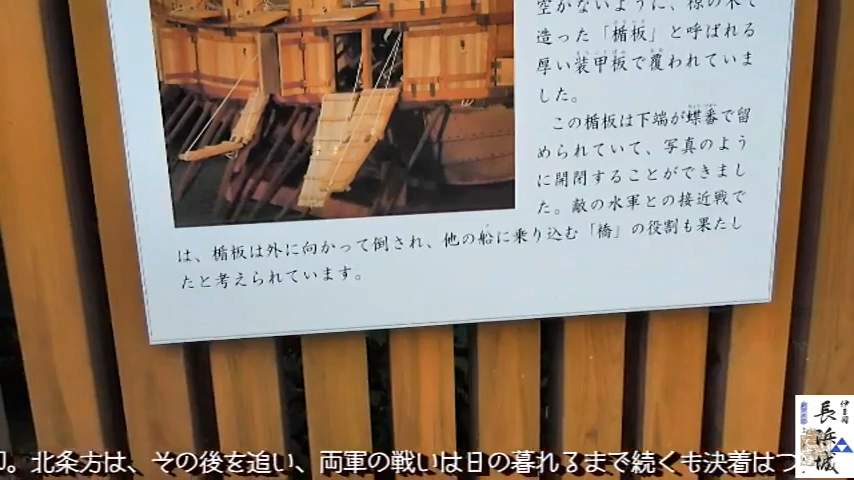 空かないように、椋の木で
造った「楯板」と呼ばれる
厚い装甲板で覆われていま
した。
この楯板は下端が蝶番で留
められていて、写真のよう
に開閉することができまし
た。敵の水軍との接近戦で
は、楯板は外に向かって倒され、他の船に乗り込む「橋」の役割も果たし
たと考えられています。
却。北条方は、その後を追い、両軍の戦いは日の暮れるまで続くも決着はつ
伊豆国
長浜城